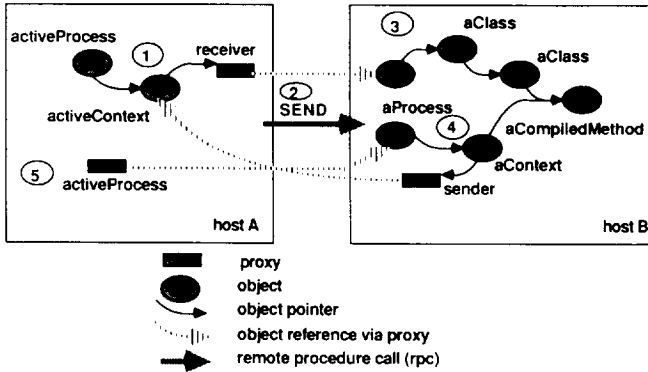 activeProcess
1
receiver
activeContext
5
activeProcess
host A
2
SEND
3
aClass
aClass
aProcess
4
aCompiledMethod
aContext
sender
host B
proxy
object
object pointer
object reference via proxy
remote procedure call (rpc)